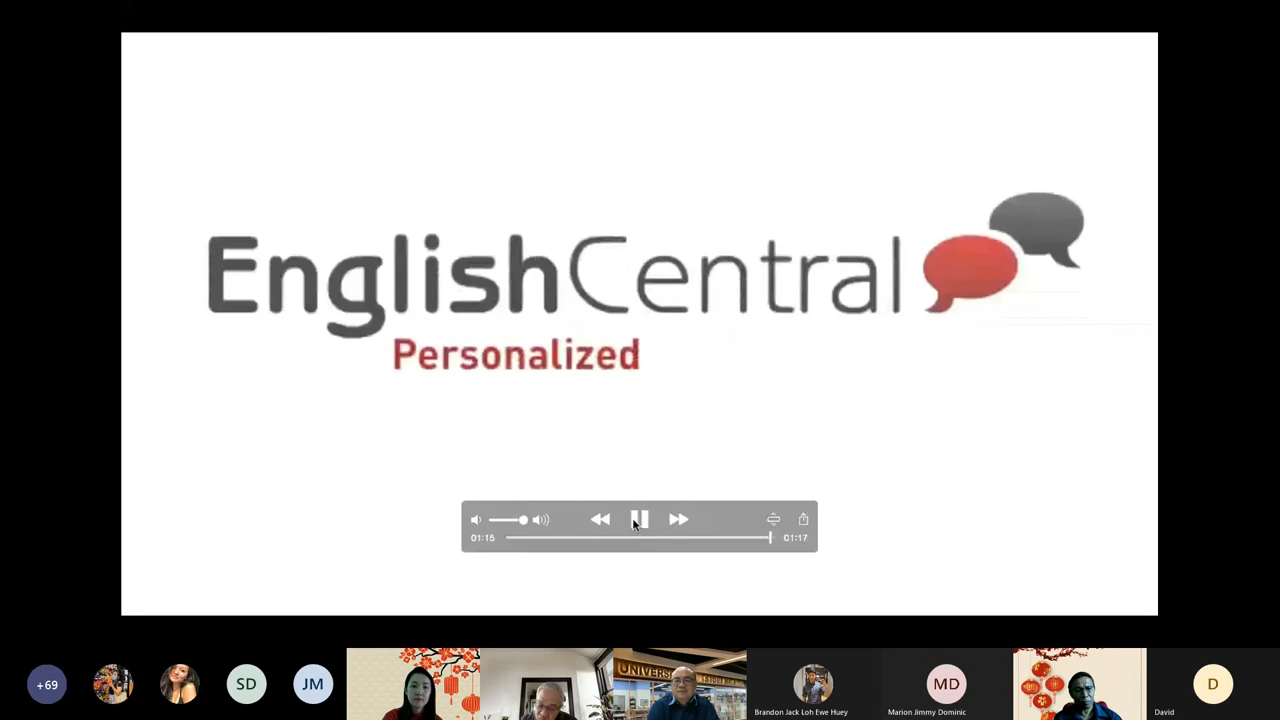 EnglishCentral
Personalized
01:15
01:17
+69
SD
JM
UNIVERS
Brandon Jack Loh Ewe Huey
MD
Marion Jimmy Dominic
D
David